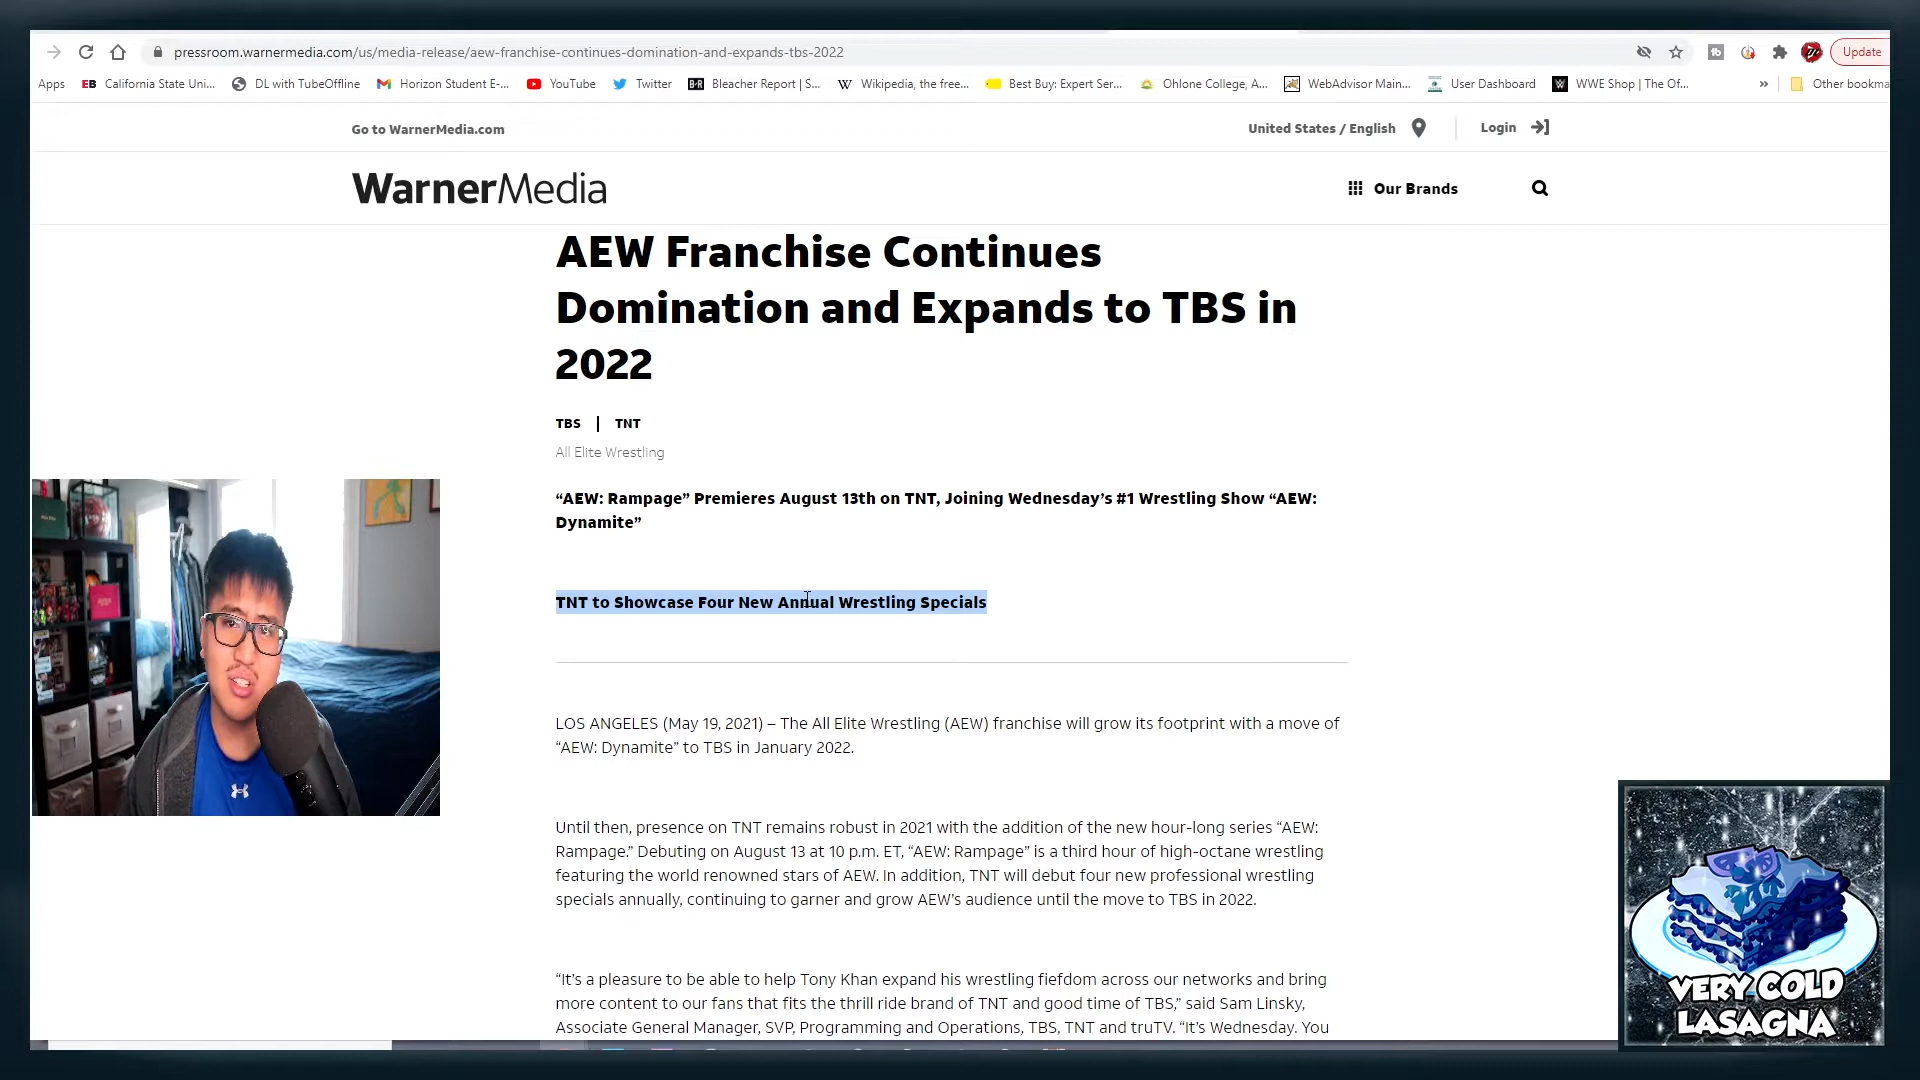 pressroom.warnermedia.com/us/media-release/aew-franchise-continues-domination-and-expands-tbs-2022
Update
Apps
EB California State Uni...
DL with TubeOffline
Horizon Student E-...
YouTube
Twitter
B/R Bleacher Report | S...
W Wikipedia, the free...
Best Buy: Expert Ser...
Ohlone College, A...
WebAdvisor Main...
User Dashboard
WWE Shop | The Of...
»
Other bookma
Go to WarnerMedia.com
United States / English
Login
WarnerMedia
Our Brands
AEW Franchise Continues
Domination and Expands to TBS in
2022
TBS | TNT
All Elite Wrestling
“AEW: Rampage” Premieres August 13th on TNT, Joining Wednesday’s #1 Wrestling Show “AEW:
Dynamite”
TNT to Showcase Four New Annual Wrestling Specials
LOS ANGELES (May 19, 2021) – The All Elite Wrestling (AEW) franchise will grow its footprint with a move of
“AEW: Dynamite” to TBS in January 2022.
Until then, presence on TNT remains robust in 2021 with the addition of the new hour-long series “AEW:
Rampage.” Debuting on August 13 at 10 p.m. ET, “AEW: Rampage” is a third hour of high-octane wrestling
featuring the world renowned stars of AEW. In addition, TNT will debut four new professional wrestling
specials annually, continuing to garner and grow AEW’s audience until the move to TBS in 2022.
“It’s a pleasure to be able to help Tony Khan expand his wrestling fiefdom across our networks and bring
more content to our fans that fits the thrill ride brand of TNT and good time of TBS,” said Sam Linsky,
Associate General Manager, SVP, Programming and Operations, TBS, TNT and truTV. “It’s Wednesday. You
VERY COLD
LASAGNA